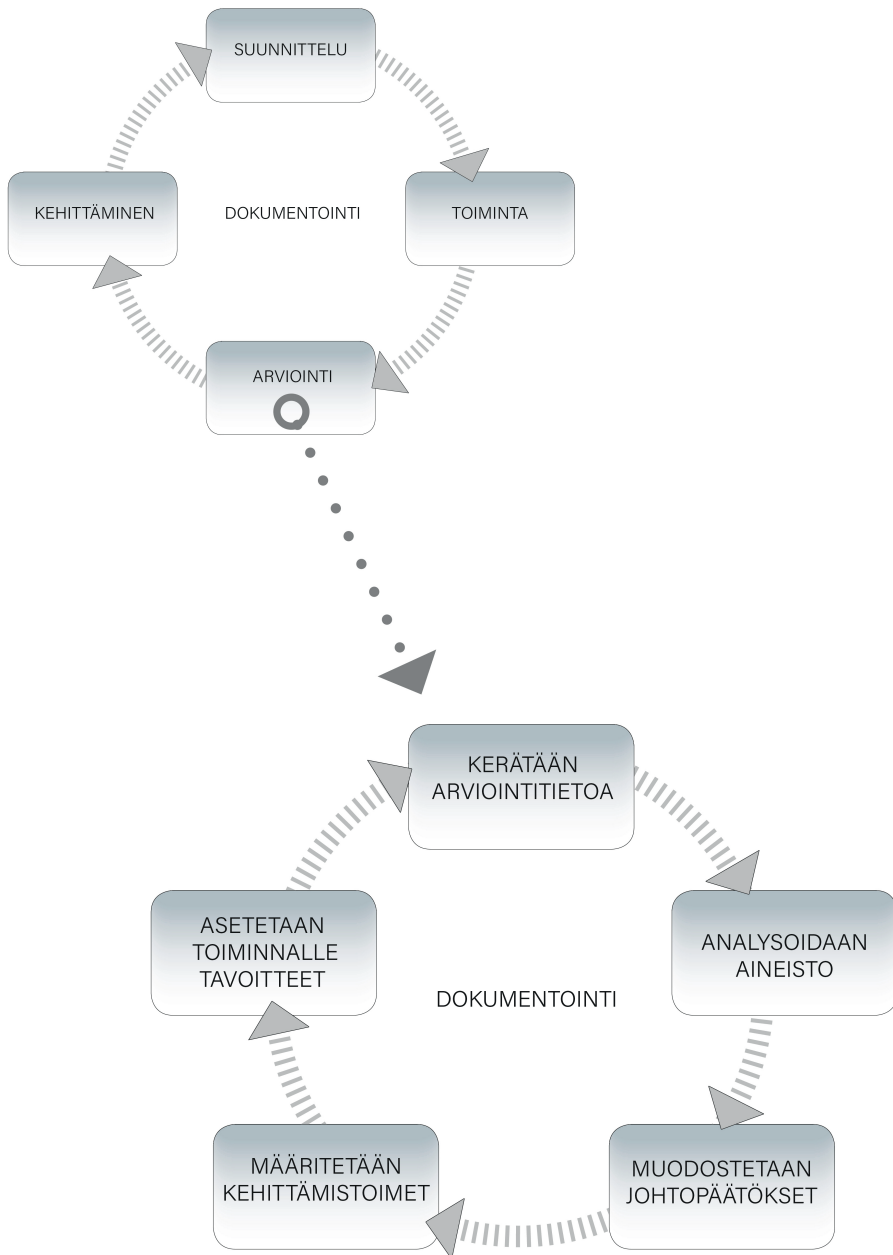 SUUNNITTELU
KEHITTÄMINEN
DOKUMENTOINTI
TOIMINTA
ARVIOINTI
KERÄTÄÄN
ARVIOINTITIETOA
ASETETAAN
TOIMINNALLE
TAVOITTEET
ANALYSOIDAAN
AINEISTO
DOKUMENTOINTI
MÄÄRITETÄÄN
KEHITTÄMISTOIMET
MUODOSTETAAN
JOHTOPÄÄTÖKSET